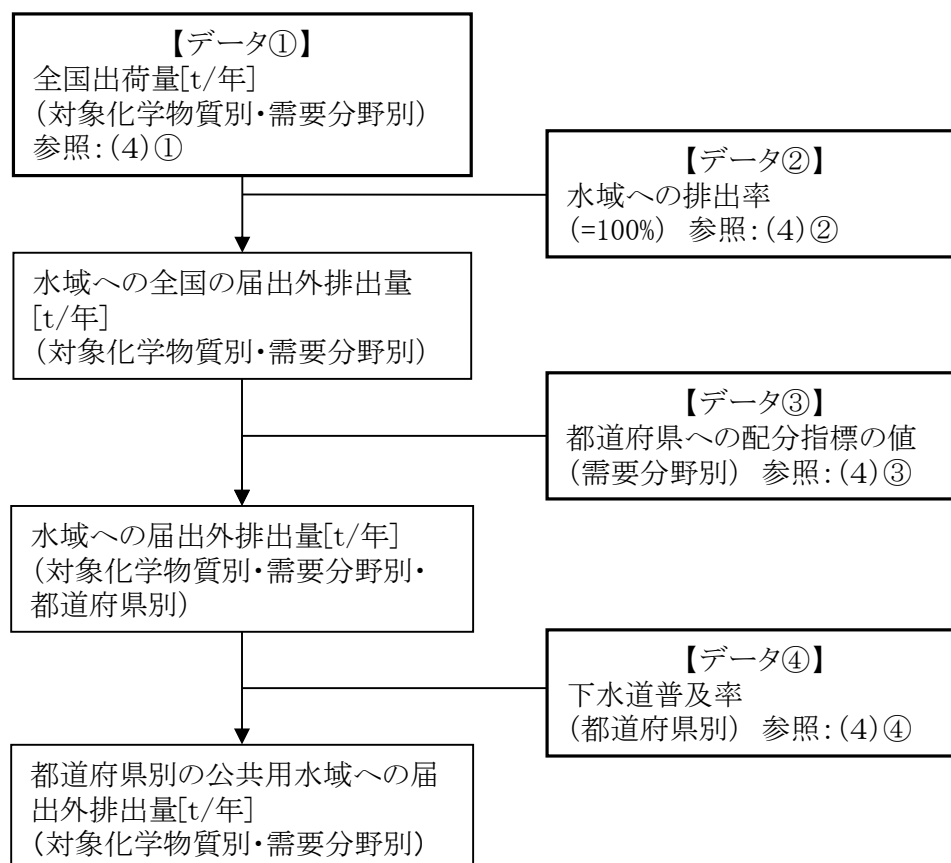 【データ①】
全国出荷量[t/年]
(対象化学物質別・需要分野別)
参照:(4)①
【データ②】
水域への排出率
(=100%) 参照:(4)②
水域への全国の届出外排出量
[t/年]
(対象化学物質別・需要分野別)
【データ③】
都道府県への配分指標の値
(需要分野別) 参照:(4)③
水域への届出外排出量[t/年]
(対象化学物質別・需要分野別・
都道府県別)
【データ④】
下水道普及率
(都道府県別) 参照:(4)④
都道府県別の公共用水域への届
出外排出量[t/年]
(対象化学物質別・需要分野別)